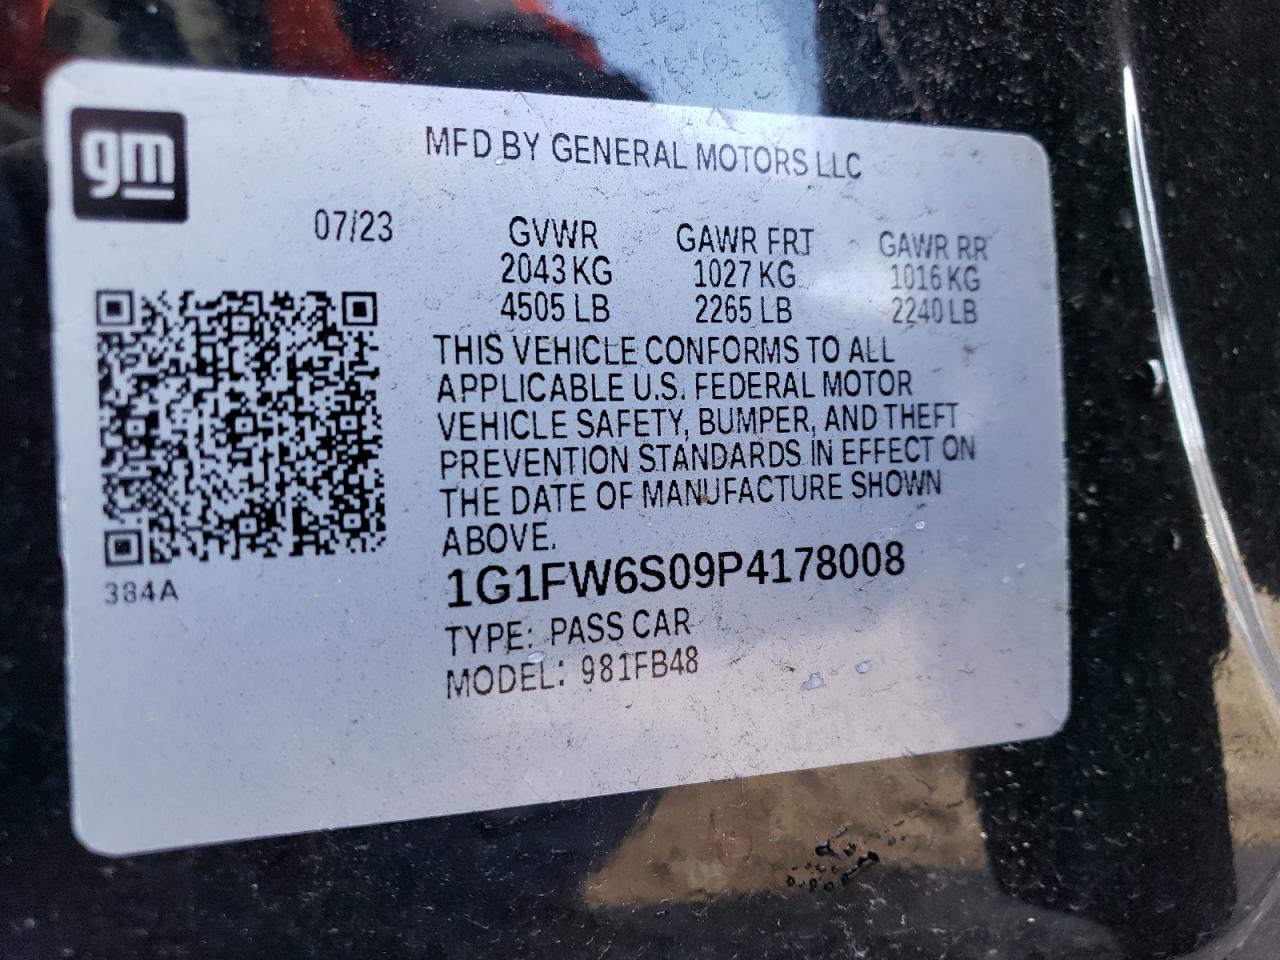 gm
MFD BY GENERAL MOTORS LLC
07/23
GVWR GAWR FRT GAWR RR
2043 KG 1027 KG 1016 KG
4505 LB 2265 LB 2240 LB
THIS VEHICLE CONFORMS TO ALL
APPLICABLE U.S. FEDERAL MOTOR
VEHICLE SAFETY, BUMPER, AND THEFT
PREVENTION STANDARDS IN EFFECT ON
THE DATE OF MANUFACTURE SHOWN
ABOVE.
384A
1G1FW6S09P4178008
TYPE: PASS CAR
MODEL: 981FB48